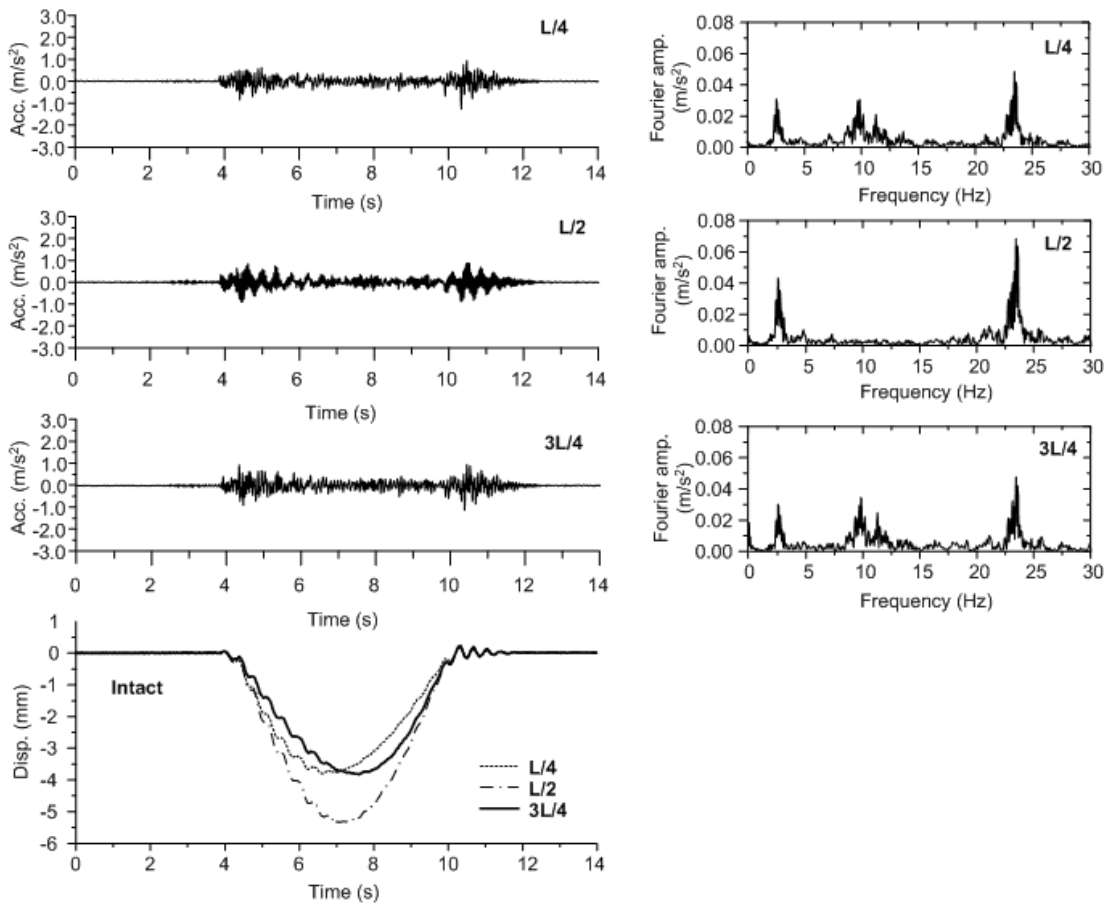 L/4
Acc. (m/s²)
3.0
2.0
1.0
0.0
-1.0
-2.0
-3.0
0 2 4 6 8 10 12 14
Time (s)
Fourier amp.
(m/s²)
L/4
0.08
0.06
0.04
0.02
0.00
0 5 10 15 20 25 30
Frequency (Hz)
L/2
Acc. (m/s²)
3.0
2.0
1.0
0.0
-1.0
-2.0
-3.0
0 2 4 6 8 10 12 14
Time (s)
Fourier amp.
(m/s²)
L/2
0.08
0.06
0.04
0.02
0.00
0 5 10 15 20 25 30
Frequency (Hz)
3L/4
Acc. (m/s²)
3.0
2.0
1.0
0.0
-1.0
-2.0
-3.0
0 2 4 6 8 10 12 14
Time (s)
Fourier amp.
(m/s²)
3L/4
0.08
0.06
0.04
0.02
0.00
0 5 10 15 20 25 30
Frequency (Hz)
Disp. (mm)
1
0
-1
-2
-3
-4
-5
-6
Intact
L/4
L/2
3L/4
0 2 4 6 8 10 12 14
Time (s)